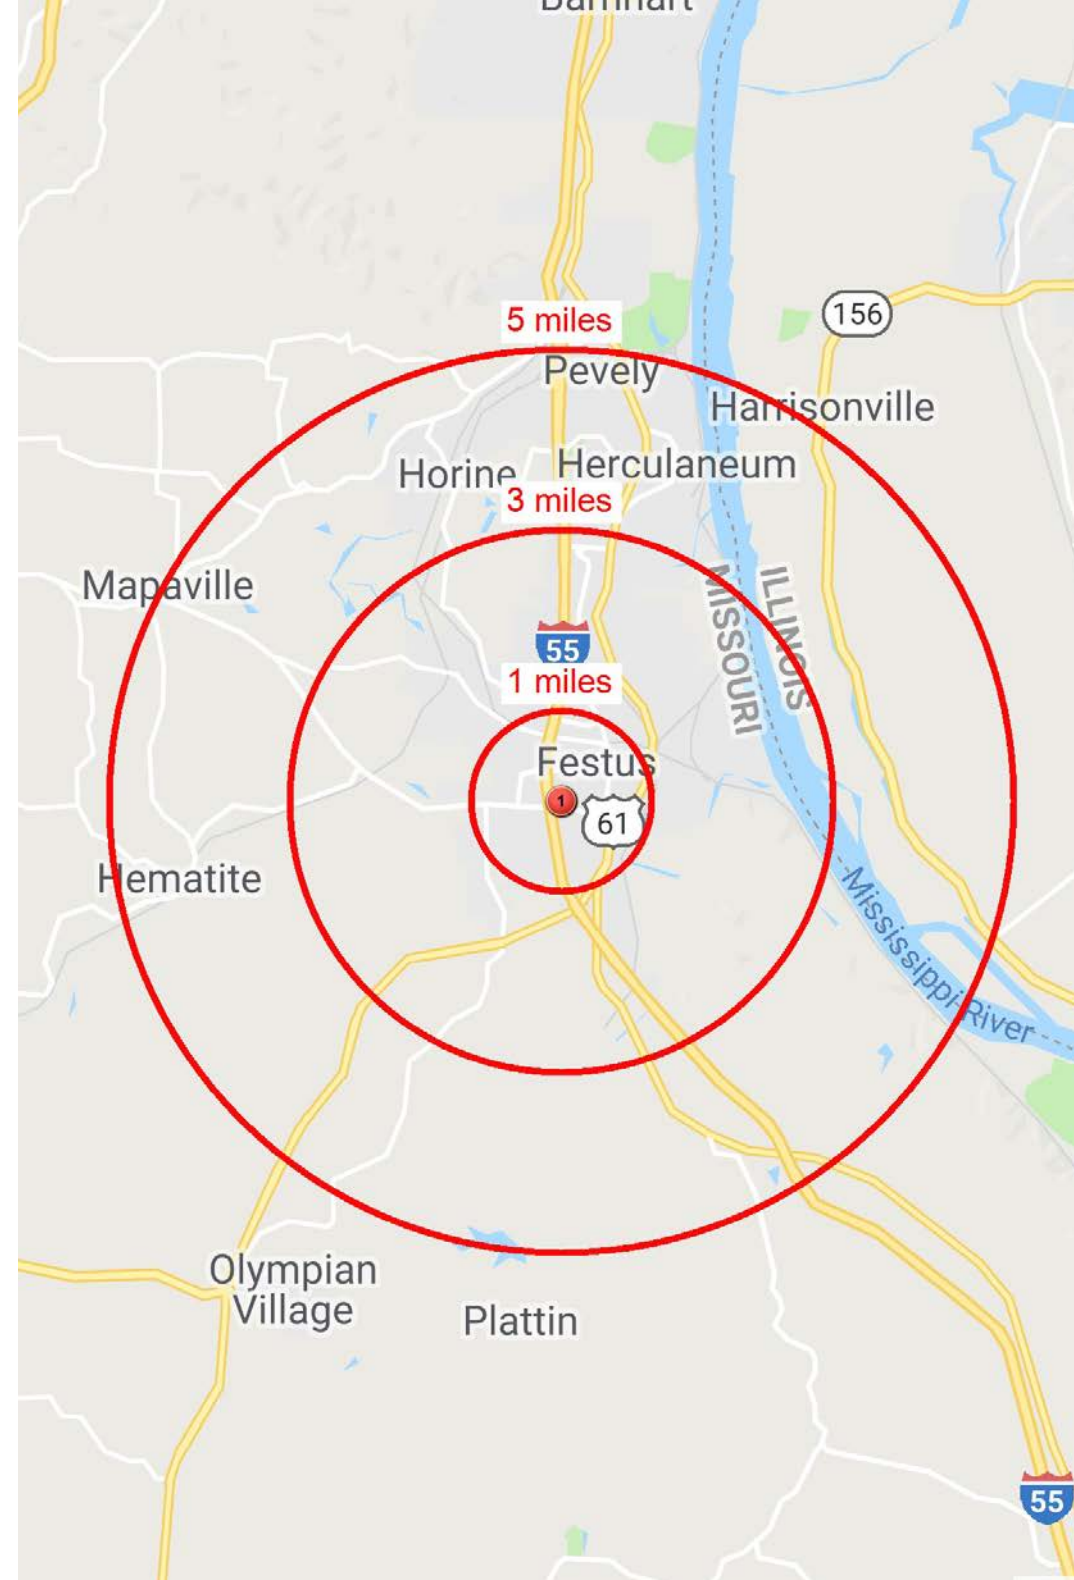 Barnhart
156
5 miles
Pevely
Harrisonville
Horine
Herculaneum
3 miles
Mapaville
ILLINOIS
MISSOURI
55
1 miles
Festus
1
61
Hematite
Mississippi River
Olympian
Village
Plattin
55